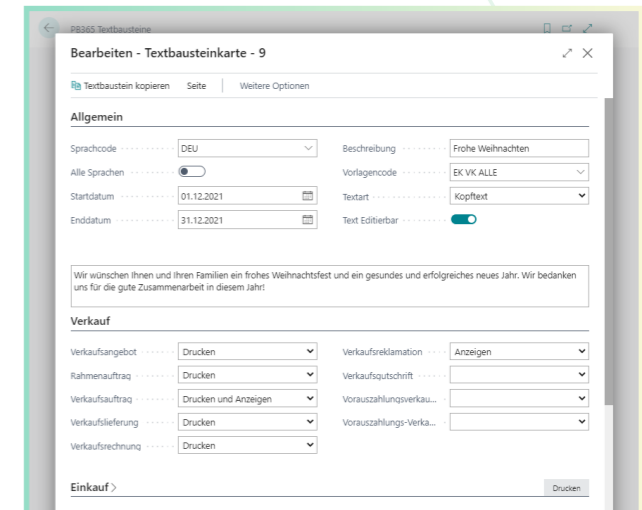 PB365 Textbausteine
Bearbeiten - Textbausteinkarte - 9
Textbaustein kopieren Seite Weitere Optionen
Allgemein
Sprachcode DEU Beschreibung Frohe Weihnachten
Alle Sprachen Vorlagencode EK VK ALLE
Startdatum 01.12.2021 Textart Kopftext
Enddatum 31.12.2021 Text Editierbar
Wir wünschen Ihnen und Ihren Familien ein frohes Weihnachtsfest und ein gesundes und erfolgreiches neues Jahr. Wir bedanken
uns für die gute Zusammenarbeit in diesem Jahr!
Verkauf
Verkaufsangebot Drucken Verkaufsreklamation Anzeigen
Rahmenauftrag Drucken Verkaufsgutschrift
Verkaufsauftrag Drucken und Anzeigen Vorauszahlungsverkau...
Verkaufslieferung Drucken Vorauszahlungs-Verka...
Verkaufsrechnung Drucken
Einkauf Drucken